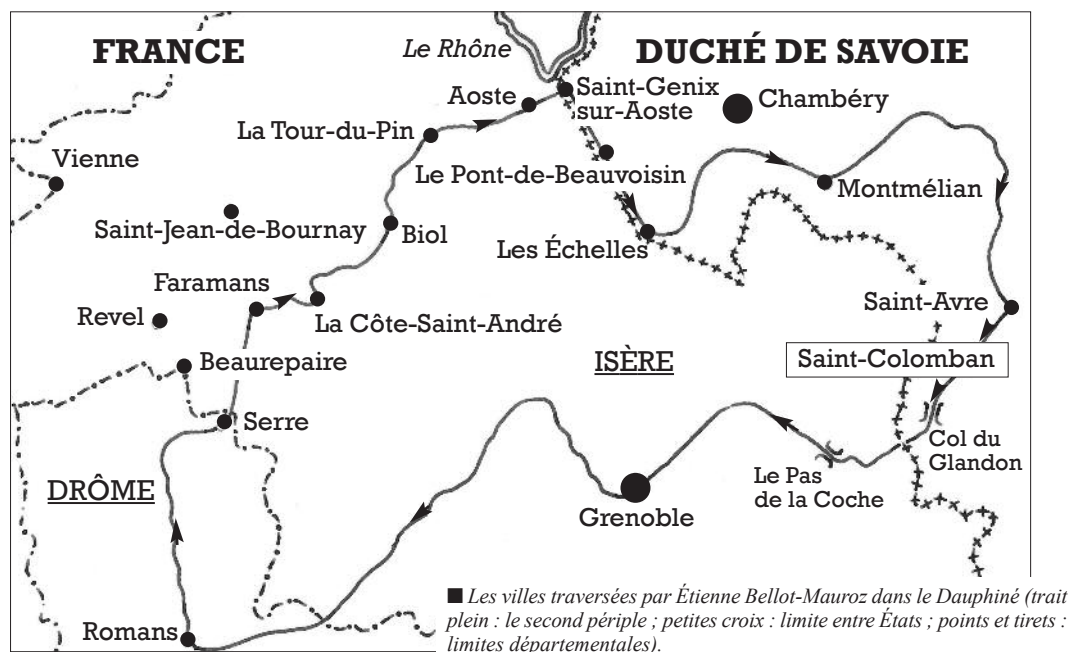 FRANCE
Le Rhône
DUCHÉ DE SAVOIE
Saint-Genix
sur-Aoste
Chambéry
Aoste
La Tour-du-Pin
Vienne
Le Pont-de-Beauvoisin
Montmélian
Saint-Jean-de-Bournay
Biol
Les Échelles
Faramans
Saint-Avre
Revel
La Côte-Saint-André
Beaurepaire
ISÈRE
Saint-Colomban
Serre
Col du
Glandon
Le Pas
de la Coche
DRÔME
Grenoble
Romans
■ Les villes traversées par Étienne Bellot-Mauroz dans le Dauphiné (trait
plein : le second périple ; petites croix : limite entre États ; points et tirets :
limites départementales).